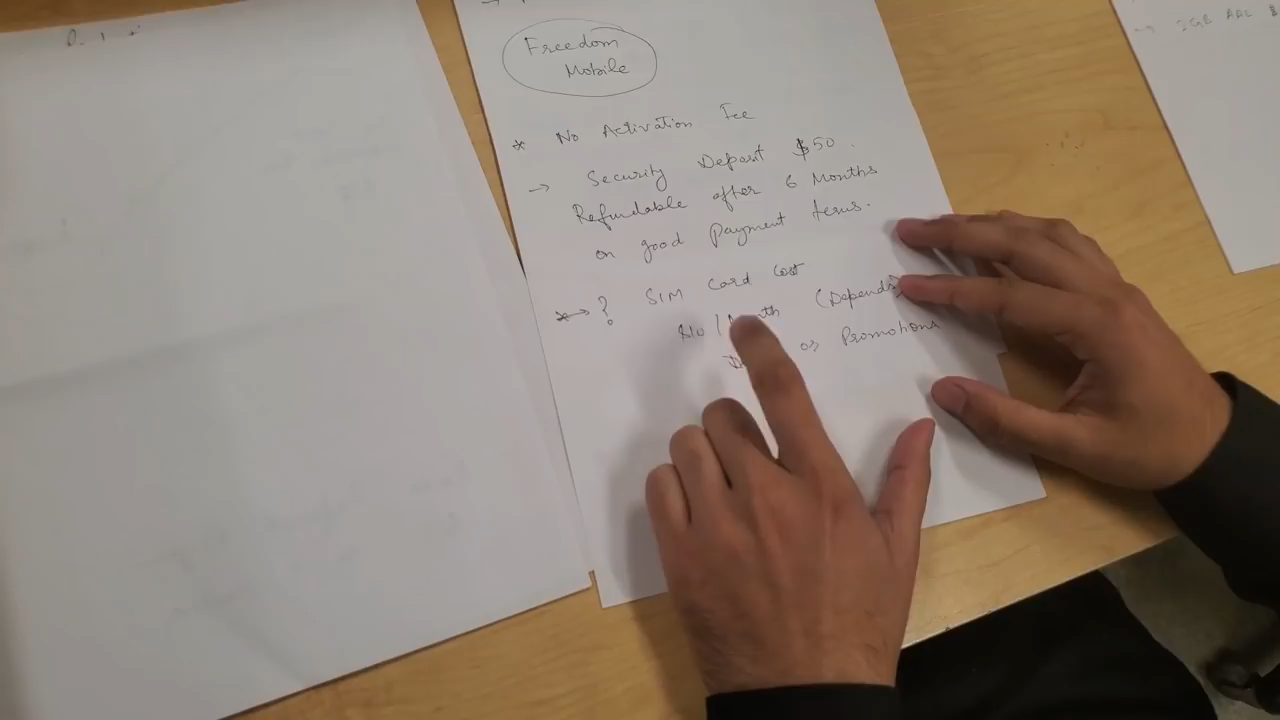 Freedom
Mobile
* No Activation Fee
→ Security Deposit $50.
Refundable after 6 Months
on good payment terms.
*→ ? SIM card cost
(Depends
or Promotions
2GB